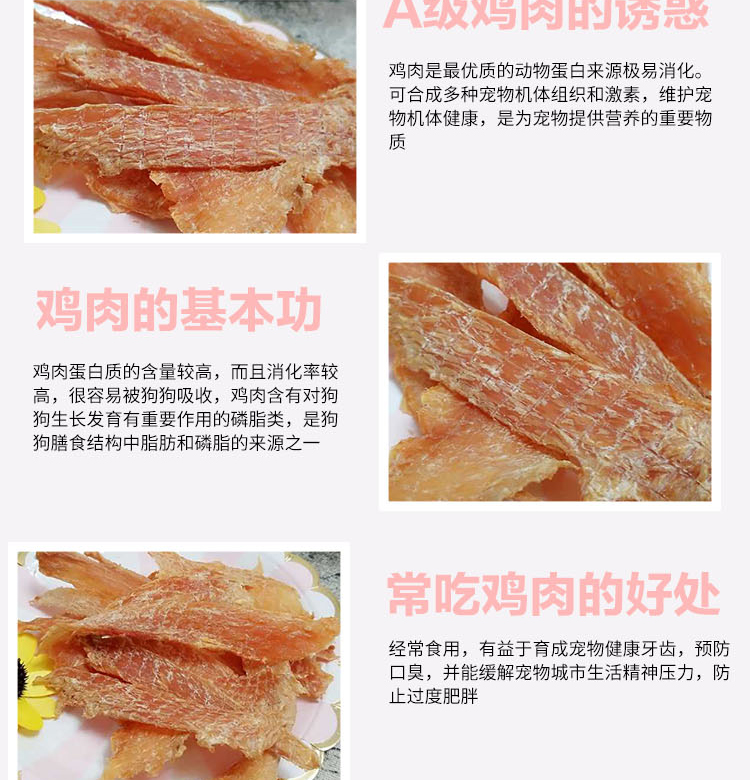 A级鸡肉的诱惑
鸡肉是最优质的动物蛋白来源极易消化。
可合成多种宠物机体组织和激素，维护宠
物机体健康，是为宠物提供营养的重要物
质
鸡肉的基本功
鸡肉蛋白质的含量较高，而且消化率较
高，很容易被狗狗吸收，鸡肉含有对狗
狗生长发育有重要作用的磷脂类，是狗
狗膳食结构中脂肪和磷脂的来源之一
常吃鸡肉的好处
经常食用，有益于育成宠物健康牙齿，预防
口臭，并能缓解宠物城市生活精神压力，防
止过度肥胖